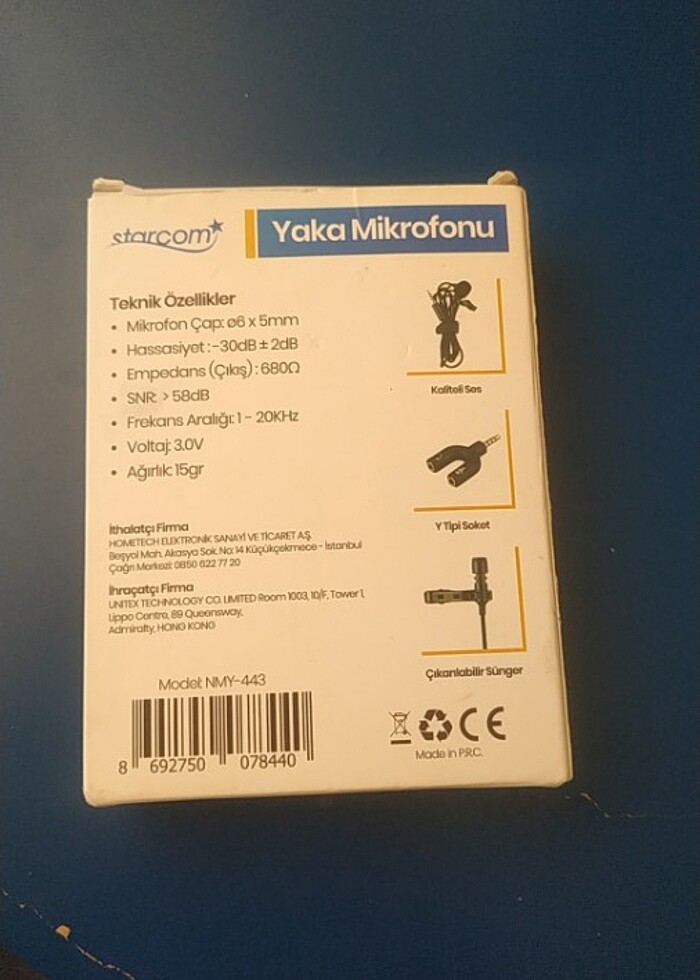 starcom
Yaka Mikrofonu
Teknik Özellikler
• Mikrofon Çap: ø6 x 5mm
• Hassasiyet :-30dB ± 2dB
• Empedans (Çıkış) : 680Ω
• SNR: > 58dB
• Frekans Aralığı: 1 - 20KHz
• Voltaj: 3.0V
• Ağırlık: 15gr
Kaliteli Ses
Y Tipi Soket
Çıkarılabilir Sünger
İthalatçı Firma
HOMETECH ELEKTRONİK SANAYİ VE TİCARET A.Ş.
Beşyol Mah. Akasya Sok. No: 14 Küçükçekmece - İstanbul
Çağrı Merkezi: 0850 622 77 20
İhraçatçı Firma
UNITEX TECHNOLOGY CO. LIMITED Room 1003, 10/F, Tower 1,
Lippo Centre, 89 Queensway,
Admiralty, HONG KONG
Model: NMY-443
8 692750 078440
CE
Made in P.R.C.